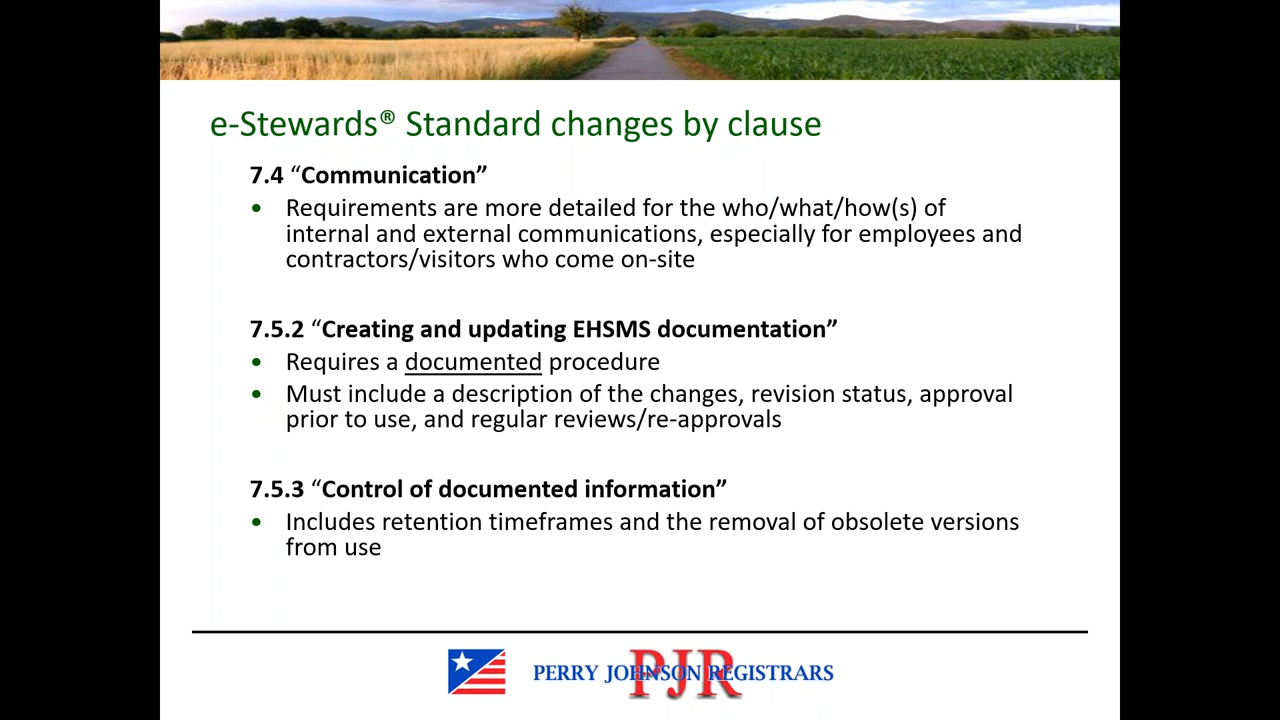 e-Stewards® Standard changes by clause
7.4 “Communication”
• Requirements are more detailed for the who/what/how(s) of
internal and external communications, especially for employees and
contractors/visitors who come on-site
7.5.2 “Creating and updating EHSMS documentation”
• Requires a documented procedure
• Must include a description of the changes, revision status, approval
prior to use, and regular reviews/re-approvals
7.5.3 “Control of documented information”
• Includes retention timeframes and the removal of obsolete versions
from use
PJR
PERRY JOHNSON REGISTRARS